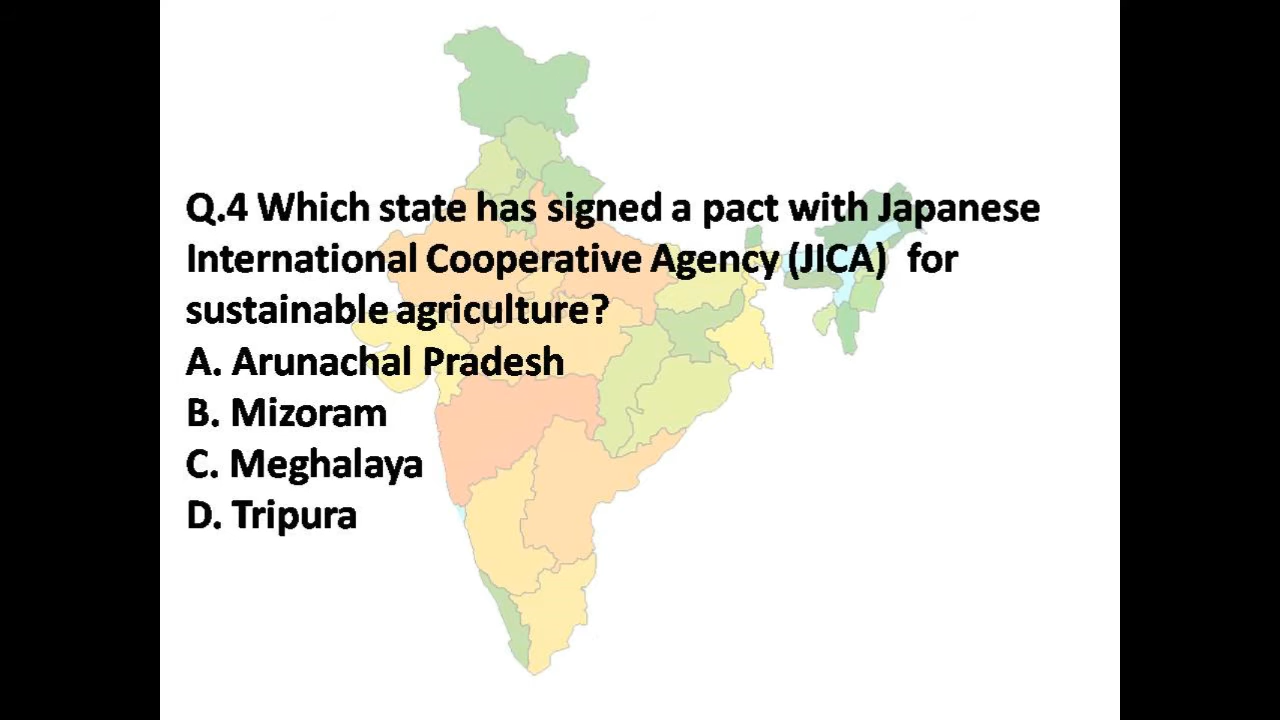 Q.4 Which state has signed a pact with Japanese
International Cooperative Agency (JICA) for
sustainable agriculture?
A. Arunachal Pradesh
B. Mizoram
C. Meghalaya
D. Tripura